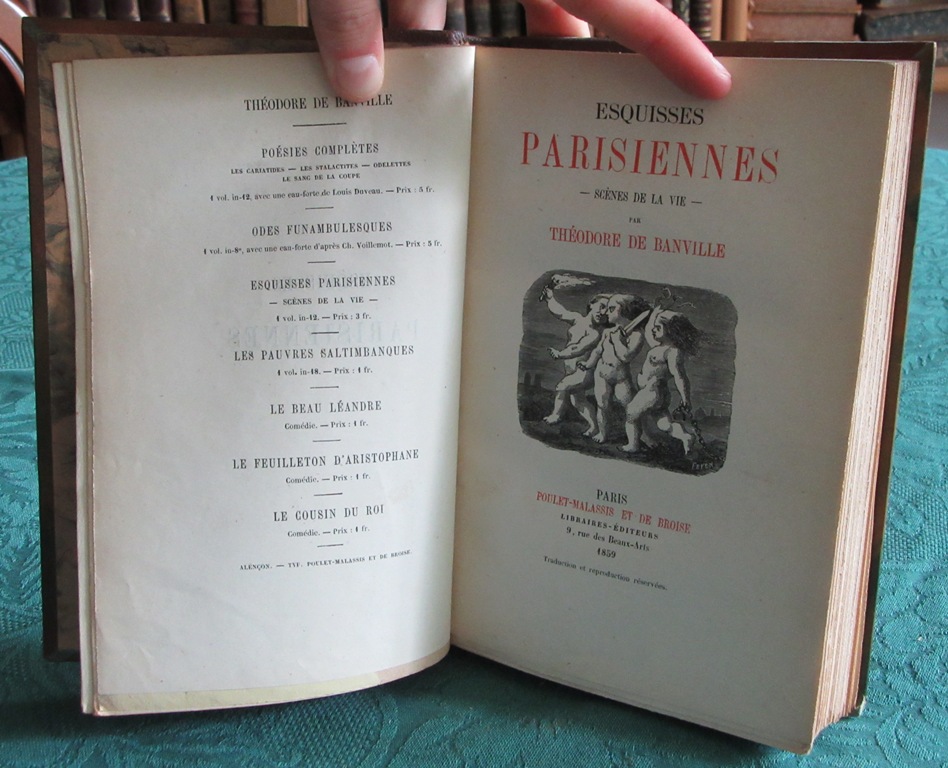 THÉODORE DE BANVILLE
POÉSIES COMPLÈTES
LES CARIATIDES — LES STALACTITES — ODELETTES
LE SANG DE LA COUPE
1 vol. in-12, avec une eau-forte de Louis Duveau. — Prix : 5 fr.
ODES FUNAMBULESQUES
1 vol. in-8°, avec une eau-forte d'après Ch. Voillemot. — Prix : 5 fr.
ESQUISSES PARISIENNES
— SCÈNES DE LA VIE —
1 vol. in-12. — Prix : 3 fr.
LES PAUVRES SALTIMBANQUES
1 vol. in-18. — Prix : 1 fr.
LE BEAU LÉANDRE
Comédie. — Prix : 1 fr.
LE FEUILLETON D'ARISTOPHANE
Comédie. — Prix : 1 fr.
LE COUSIN DU ROI
Comédie. — Prix : 1 fr.
ALENÇON. — TYP. POULET-MALASSIS ET DE BROISE.
ESQUISSES
PARISIENNES
— SCÈNES DE LA VIE —
PAR
THÉODORE DE BANVILLE
PARIS
POULET-MALASSIS ET DE BROISE
LIBRAIRES-ÉDITEURS
9, rue des Beaux-Arts
1859
Traduction et reproduction réservées.